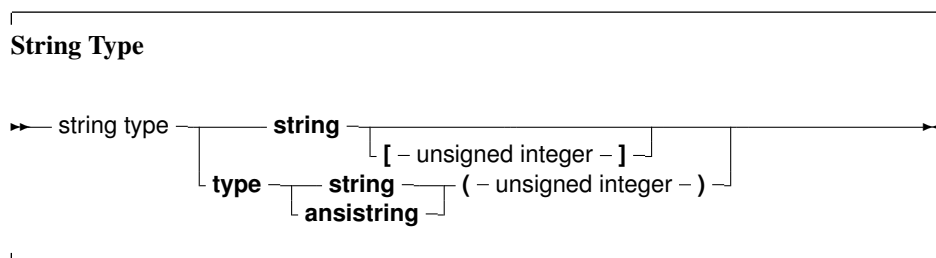 String Type
string type string
[ unsigned integer ]
type string ( unsigned integer )
ansistring